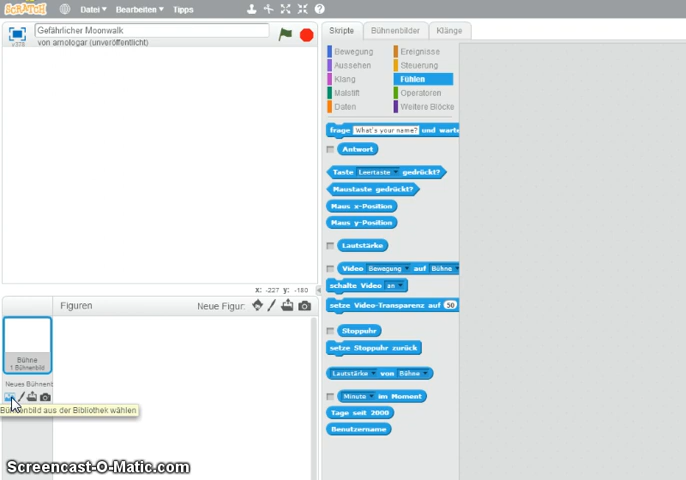 SCRATCH Datei Bearbeiten Tipps
Gefährlicher Moonwalk
von arnologar (unveröffentlicht)
Skripte Bühnenbilder Klänge
Bewegung Ereignisse
Aussehen Steuerung
Klang Fühlen
Malstift Operatoren
Daten Weitere Blöcke
frage What's your name? und warte
Antwort
Taste Leertaste gedrückt?
Maustaste gedrückt?
Maus x-Position
Maus y-Position
Lautstärke
Video Bewegung auf Bühne
schalte Video an
setze Video-Transparenz auf 50
Stoppuhr
setze Stoppuhr zurück
Lautstärke von Bühne
Minute im Moment
Tage seit 2000
Benutzername
x: -227 y: -180
Figuren Neue Figur:
Bühne
1 Bühnenbild
Neues Bühnenb
Bühnenbild aus der Bibliothek wählen
Screencast-O-Matic.com